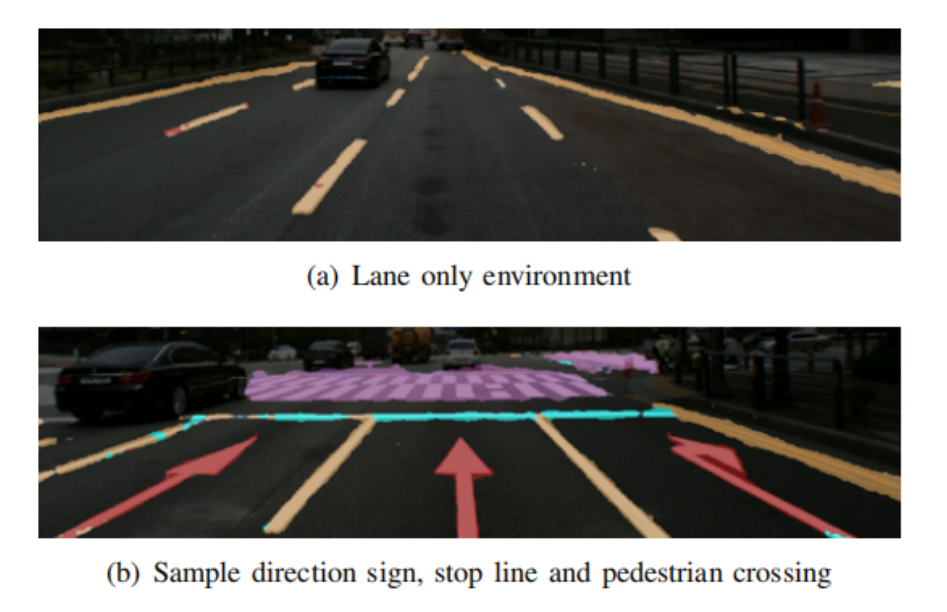 (a) Lane only environment
(b) Sample direction sign, stop line and pedestrian crossing